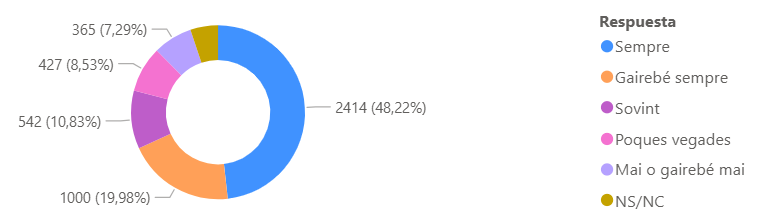 365 (7,29%)
427 (8,53%)
542 (10,83%)
1000 (19,98%)
2414 (48,22%)
Respuesta
Sempre
Gairebé sempre
Sovint
Poques vegades
Mai o gairebé mai
NS/NC